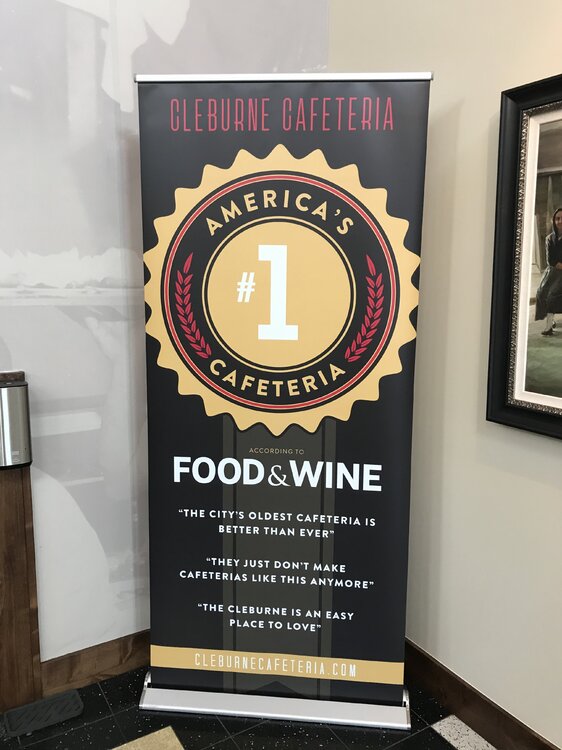 CLEBURNE CAFETERIA
AMERICA'S
#1
CAFETERIA
ACCORDING TO
FOOD & WINE
"THE CITY'S OLDEST CAFETERIA IS
BETTER THAN EVER"
"THEY JUST DON'T MAKE
CAFETERIAS LIKE THIS ANYMORE"
"THE CLEBURNE IS AN EASY
PLACE TO LOVE"
CLEBURNECAFETERIA.COM